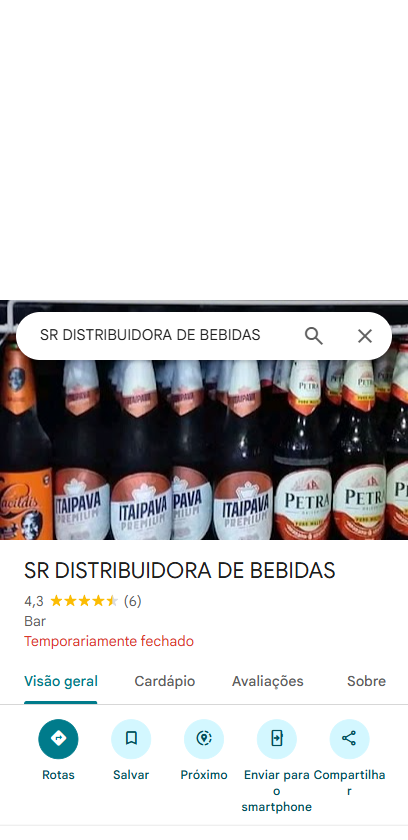 SR DISTRIBUIDORA DE BEBIDAS
acildis
ITAIPAVA
PREMIUM
ITAIPAVA
PREMIUM
ITAIPAVA
PREMIUM
PETRA
PETRA
SR DISTRIBUIDORA DE BEBIDAS
4,3 (6)
Bar
Temporariamente fechado
Visão geral Cardápio Avaliações Sobre
Rotas Salvar Próximo Enviar para o smartphone Compartilhar